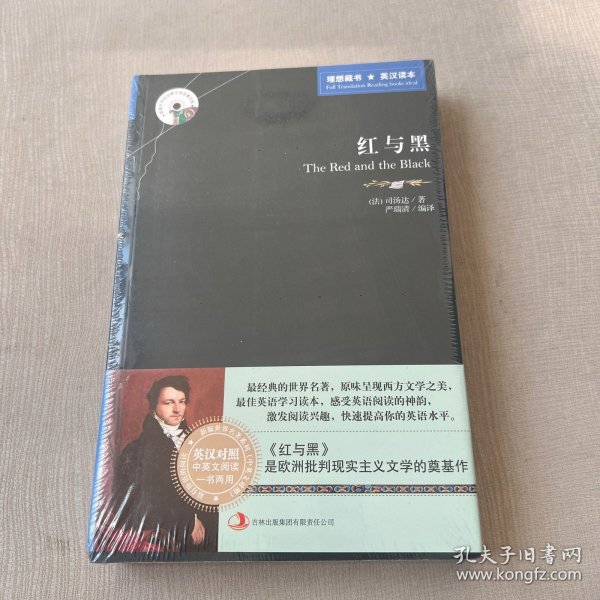 理想藏书 ★ 英汉读本
Full Translation Reading books ideal
红与黑
The Red and the Black
(法) 司汤达 / 著
严瑞清 / 编译
最经典的世界名著，原味呈现西方文学之美，
最佳英语学习读本，感受英语阅读的神韵，
激发阅读兴趣，快速提高你的英语水平。
英汉对照
中英文阅读
一书两用
《红与黑》
是欧洲批判现实主义文学的奠基作
吉林出版集团有限责任公司
孔夫子旧书网
www.kongfz.com